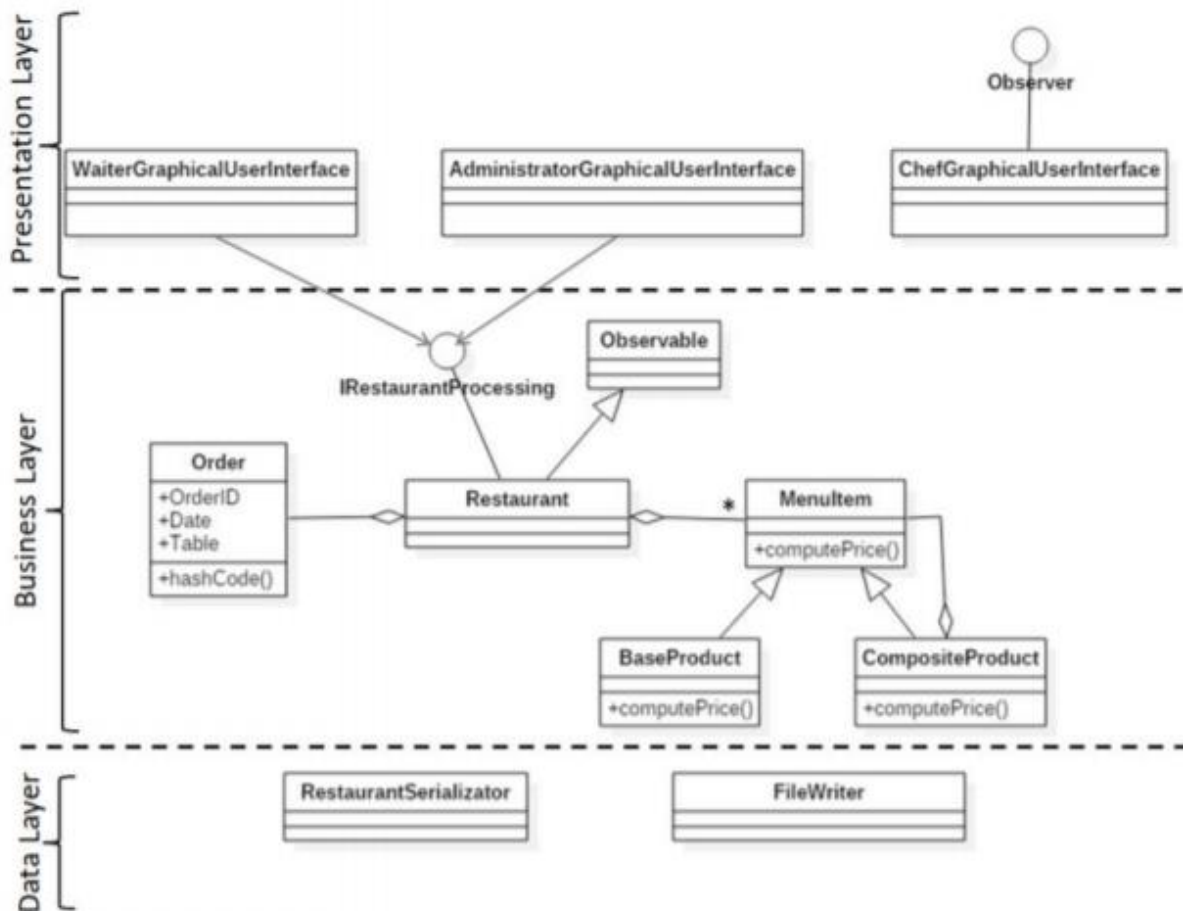 Presentation Layer
Observer
WaiterGraphicalUserInterface
AdministratorGraphicalUserInterface
ChefGraphicalUserInterface
Business Layer
Observable
IRestaurantProcessing
Order
+OrderID
+Date
+Table
+hashCode()
Restaurant
*
MenuItem
+computePrice()
BaseProduct
+computePrice()
CompositeProduct
+computePrice()
Data Layer
RestaurantSerializator
FileWriter